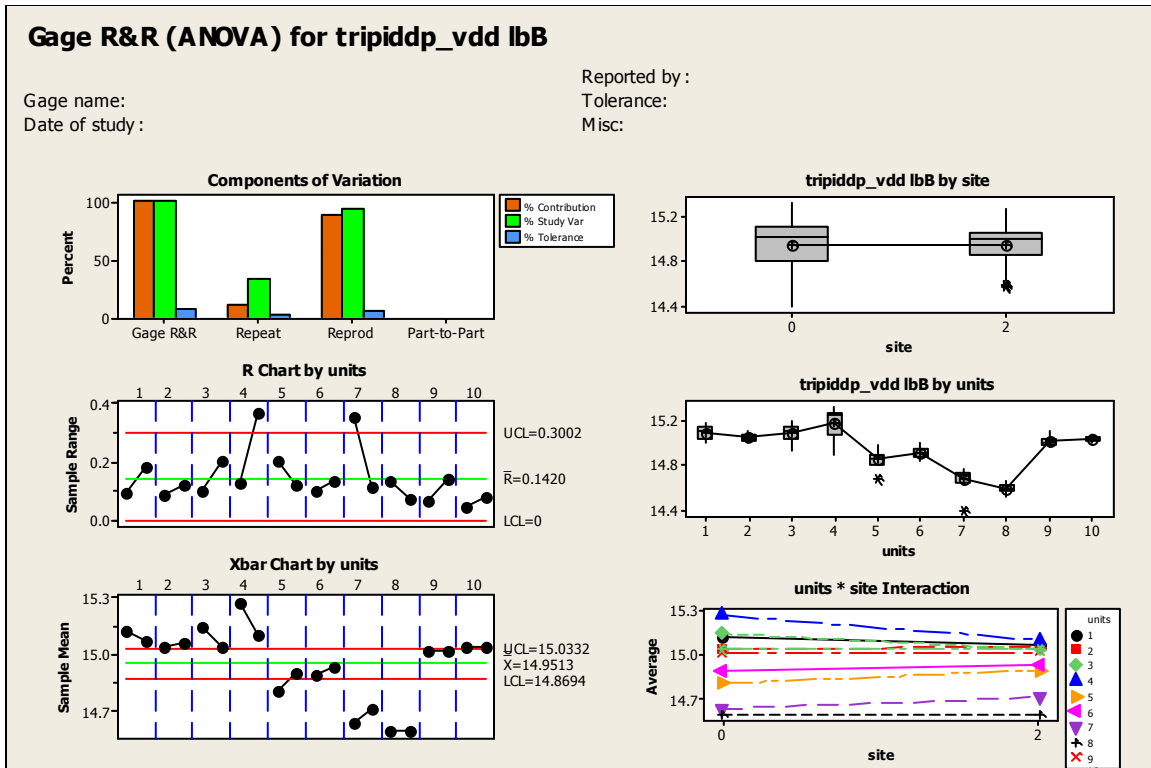 Gage R&R (ANOVA) for tripiddp_vdd lbB
Reported by :
Gage name:
Tolerance:
Date of study :
Misc:
Components of Variation
100
50
0
Percent
Gage R&R Repeat Reprod Part-to-Part
% Contribution
% Study Var
% Tolerance
tripiddp_vdd lbB by site
15.2
14.8
14.4
0 2
site
R Chart by units
1 2 3 4 5 6 7 8 9 10
0.4
0.2
0.0
Sample Range
UCL=0.3002
R=0.1420
LCL=0
tripiddp_vdd lbB by units
15.2
14.8
14.4
1 2 3 4 5 6 7 8 9 10
units
Xbar Chart by units
1 2 3 4 5 6 7 8 9 10
15.3
15.0
14.7
Sample Mean
UCL=15.0332
X=14.9513
LCL=14.8694
units * site Interaction
15.3
15.0
14.7
Average
0 2
site
units
1
2
3
4
5
6
7
8
9